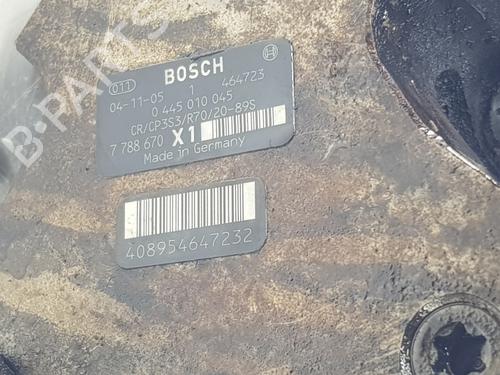 BOSCH
011
04-11-05 1 464723
0 445 010 045
CR/CP3S3/R70/20-89S
7 788 670 X1
Made in Germany
408954647232
B-PARTS